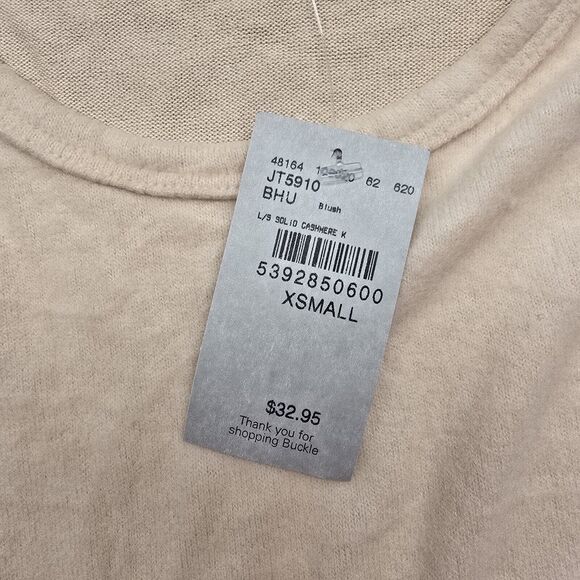 48164 62 620
JT5910
BHU Blush
L/S SOLID CASHMERE K
5392850600
XSMALL
$32.95
Thank you for
shopping Buckle